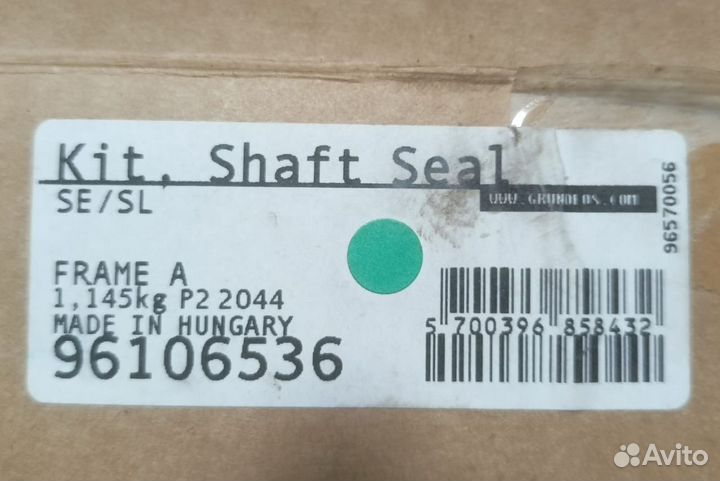 Kit, Shaft Seal
SE/SL
WWW.GRUNDFOS.COM
96570056
FRAME A
1,145kg P2 2044
MADE IN HUNGARY
96106536
5 700396 858432
Avito